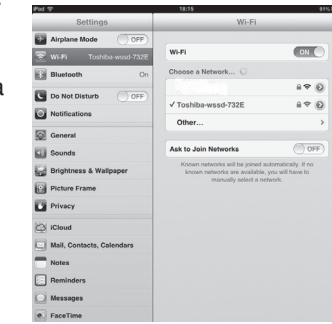 a
iPad
18:15
91%
Settings
Wi-Fi
Airplane Mode OFF
Wi-Fi Toshiba-wssd-732E
Wi-Fi ON
Bluetooth On
Choose a Network...
Do Not Disturb OFF
✓ Toshiba-wssd-732E
Notifications
Other...
General
Ask to Join Networks OFF
Sounds
Known networks will be joined automatically. If no
known networks are available, you will have to
manually select a network.
Brightness & Wallpaper
Picture Frame
Privacy
iCloud
Mail, Contacts, Calendars
Notes
Reminders
Messages
FaceTime